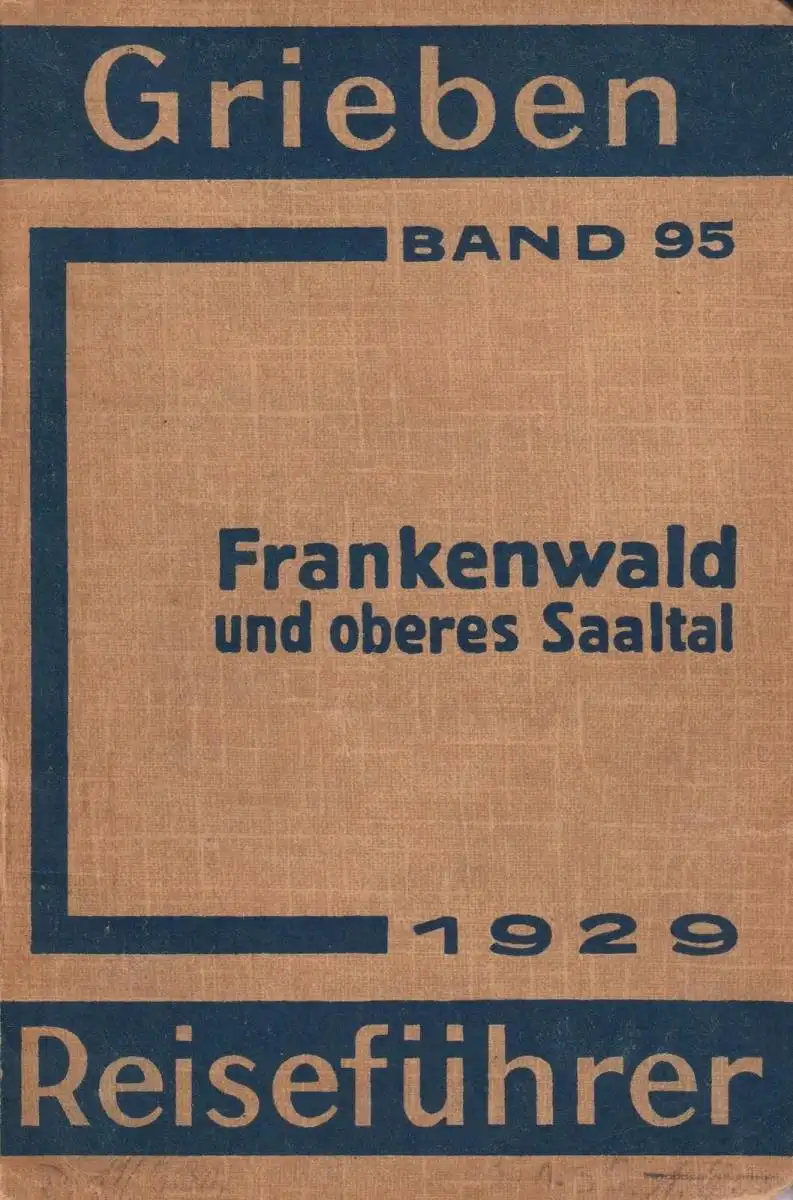 Grieben
BAND 95
Frankenwald
und oberes Saaltal
1929
Reiseführer